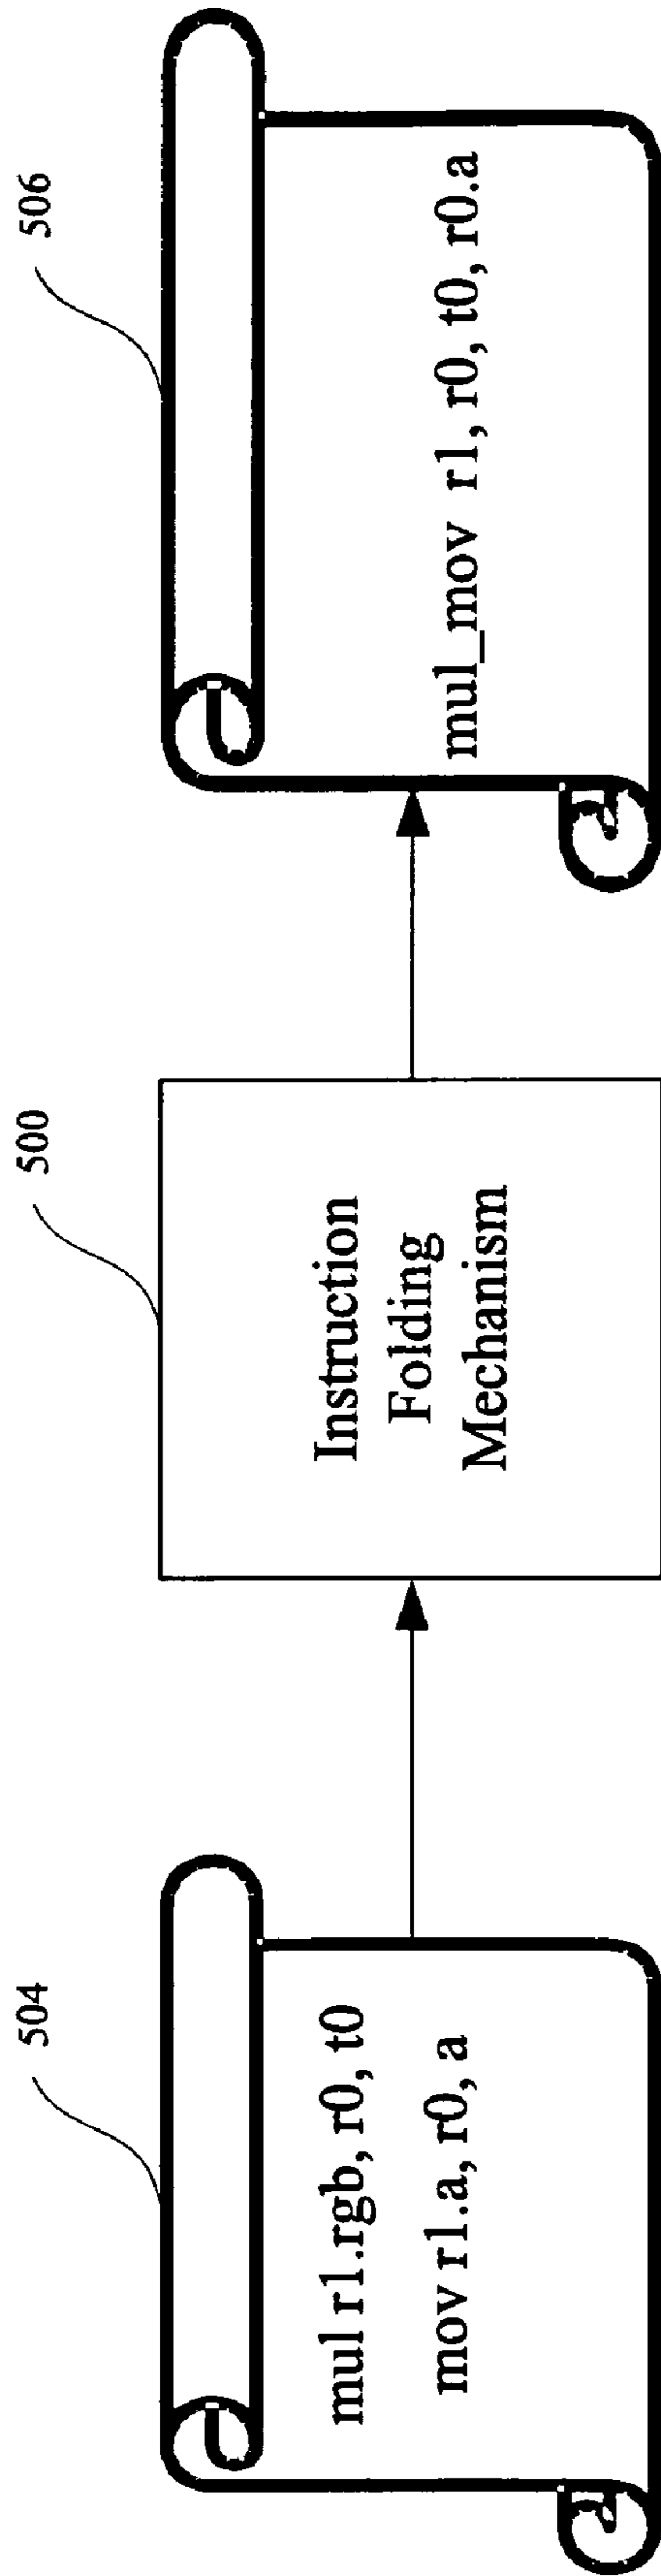 504
mul r1.rgb, r0, t0
mov r1.a, r0, a
500
Instruction
Folding
Mechanism
506
mul_mov r1, r0, t0, r0.a